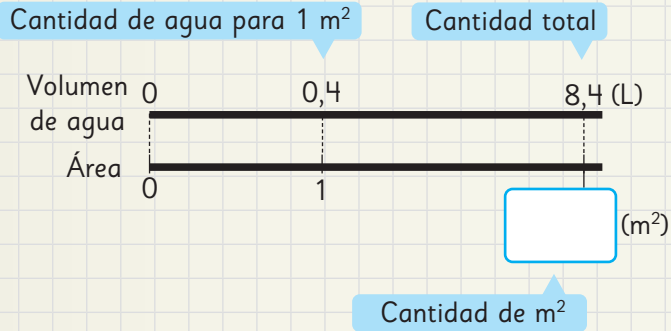 Cantidad de agua para 1 m²
Cantidad total
Volumen de agua
0
0,4
8,4 (L)
Área
0
1
(m²)
Cantidad de m²